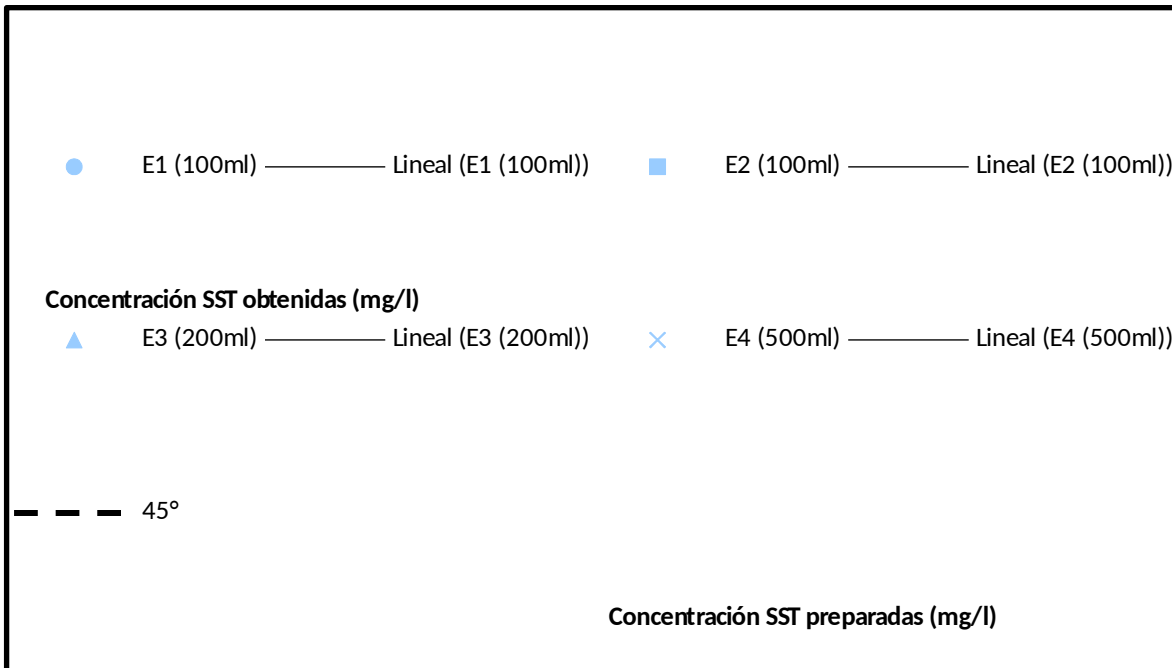 E1 (100ml) Lineal (E1 (100ml)) E2 (100ml) Lineal (E2 (100ml))
Concentración SST obtenidas (mg/l)
E3 (200ml) Lineal (E3 (200ml)) E4 (500ml) Lineal (E4 (500ml))
45°
Concentración SST preparadas (mg/l)